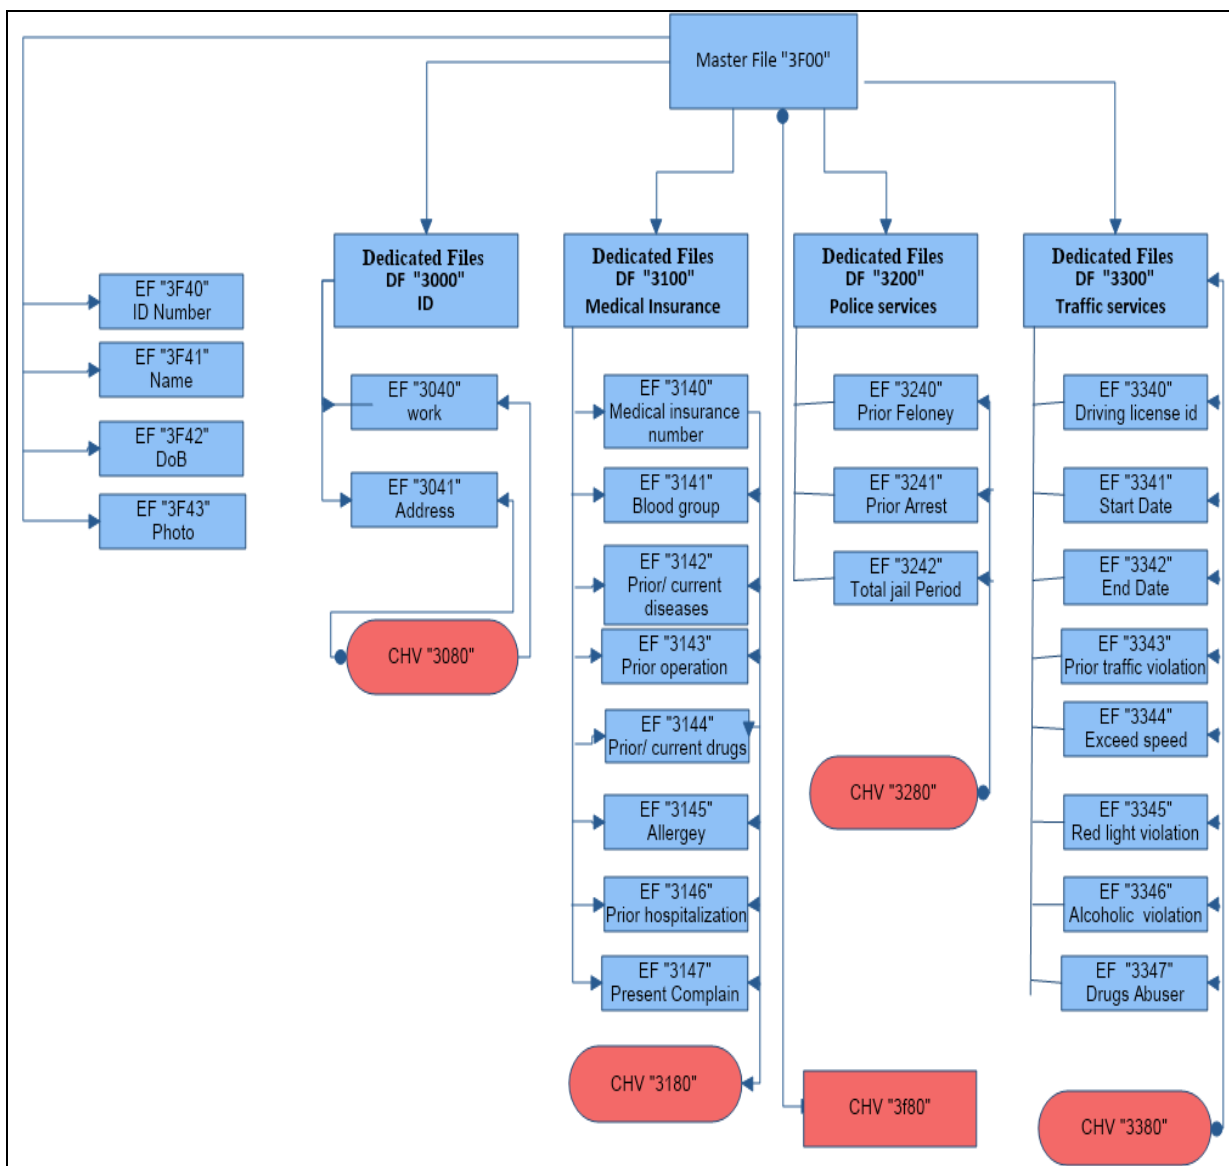 Master File "3F00"
Dedicated Files
DF "3000"
ID
Dedicated Files
DF "3100"
Medical Insurance
Dedicated Files
DF "3200"
Police services
Dedicated Files
DF "3300"
Traffic services
EF "3F40"
ID Number
EF "3F41"
Name
EF "3F42"
DoB
EF "3F43"
Photo
EF "3040"
work
EF "3041"
Address
CHV "3080"
EF "3140"
Medical insurance
number
EF "3141"
Blood group
EF "3142"
Prior/ current
diseases
EF "3143"
Prior operation
EF "3144"
Prior/ current drugs
EF "3145"
Allergey
EF "3146"
Prior hospitalization
EF "3147"
Present Complain
CHV "3180"
EF "3240"
Prior Feloney
EF "3241"
Prior Arrest
EF "3242"
Total jail Period
CHV "3280"
CHV "3f80"
EF "3340"
Driving license id
EF "3341"
Start Date
EF "3342"
End Date
EF "3343"
Prior traffic violation
EF "3344"
Exceed speed
EF "3345"
Red light violation
EF "3346"
Alcoholic violation
EF "3347"
Drugs Abuser
CHV "3380"